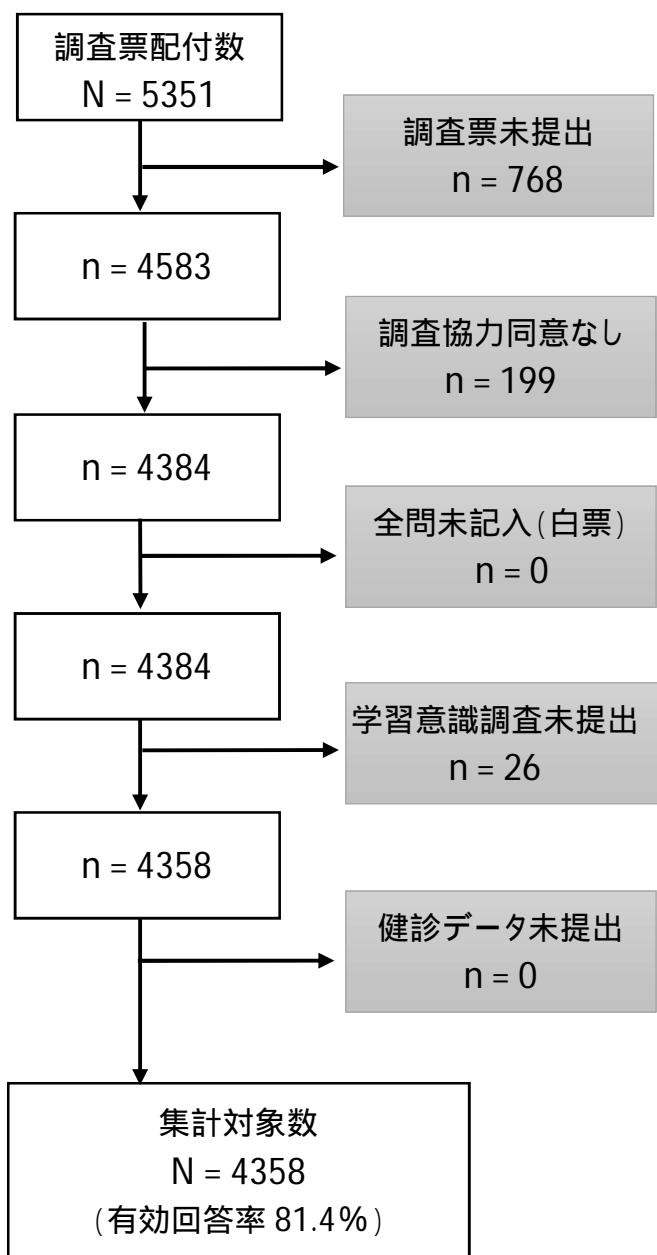 調査票配付数
N = 5351
調査票未提出
n = 768
n = 4583
調査協力同意なし
n = 199
n = 4384
全問未記入(白票)
n = 0
n = 4384
学習意識調査未提出
n = 26
n = 4358
健診データ未提出
n = 0
集計対象数
N = 4358
(有効回答率 81.4%)